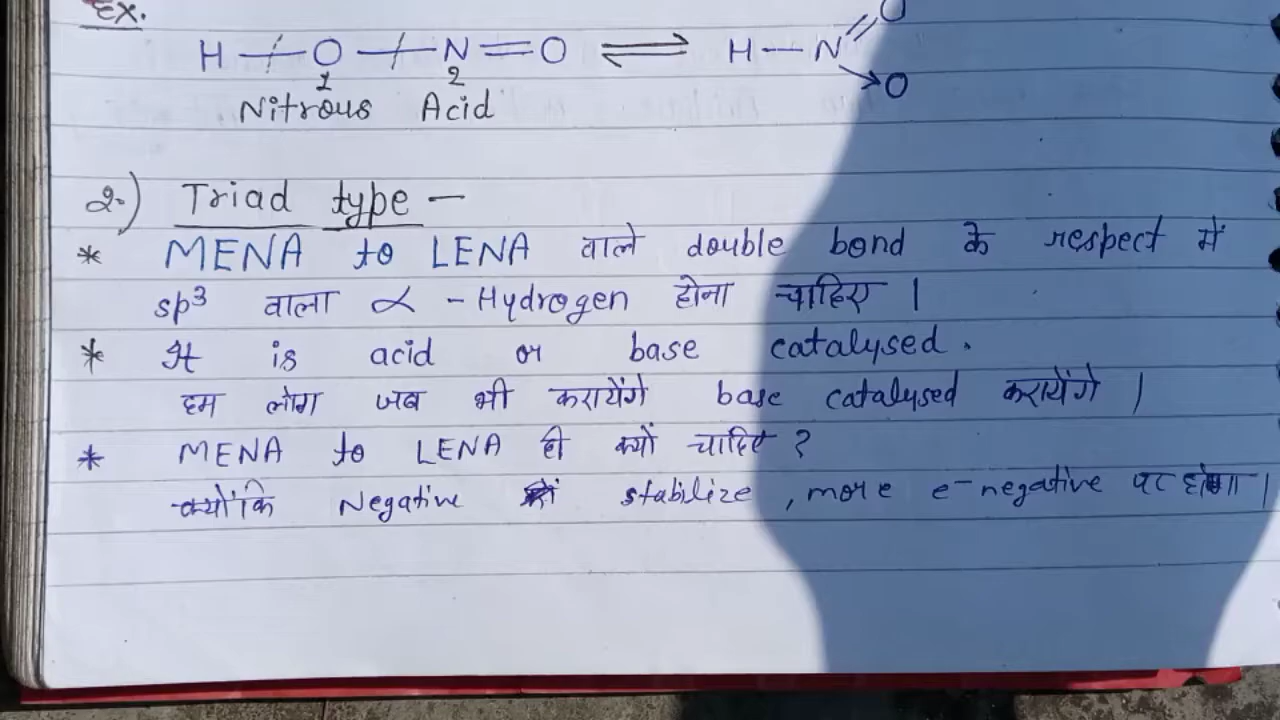 Ex.
H — O — N = O ⇌ H — N = O → O
1 2
Nitrous Acid
2.) Triad type —
* MENA to LENA वाले double bond के respect में
sp³ वाला α - Hydrogen होना चाहिए ।
* It is acid or base catalysed.
हम लोग जब भी करायेंगे base catalysed करायेंगे ।
* MENA to LENA ही क्यों चाहिए ?
क्योंकि Negative stabilize, more e⁻negative पर होगा ।